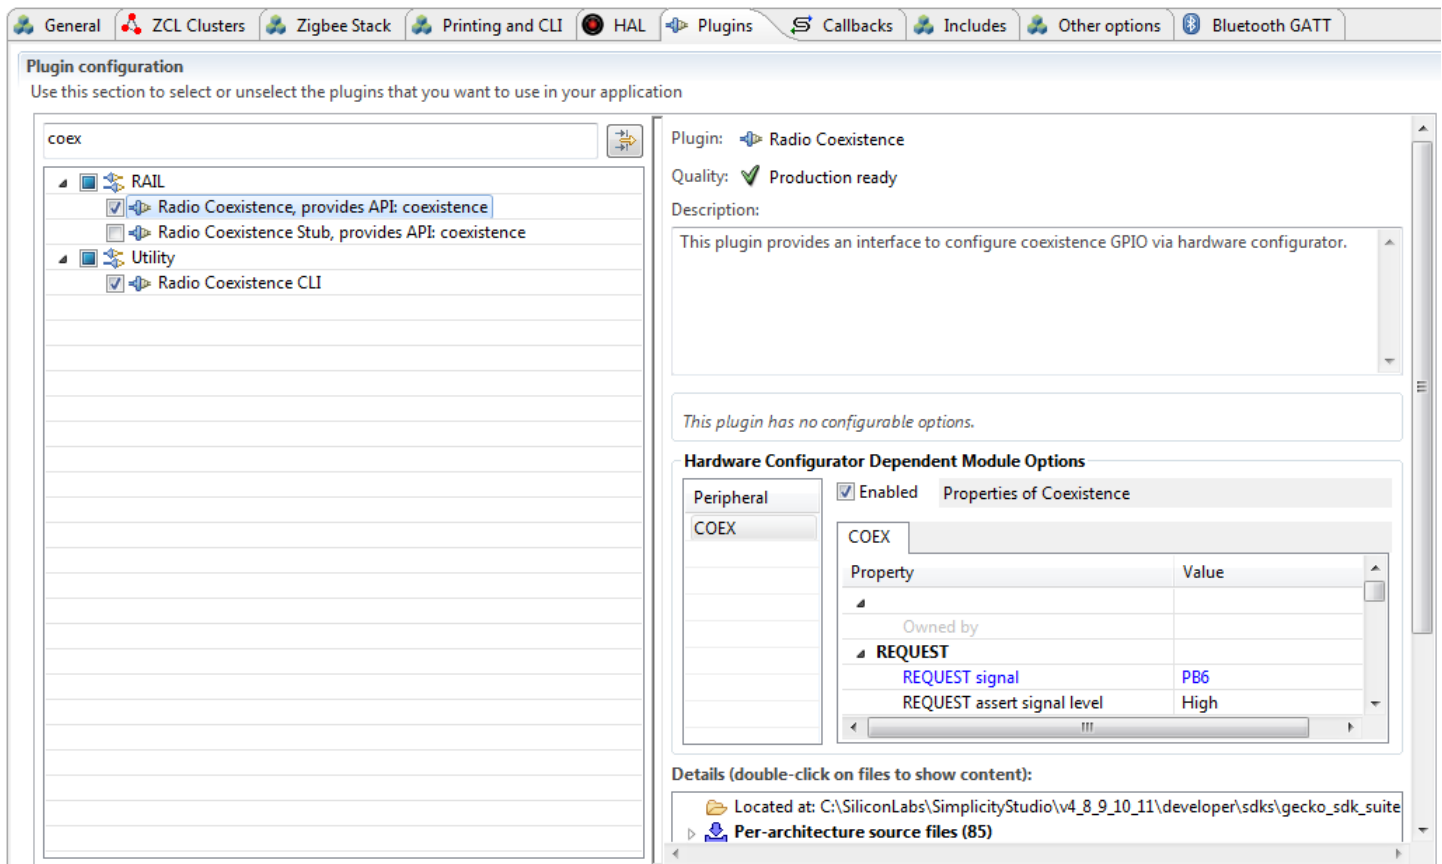 General ZCL Clusters Zigbee Stack Printing and CLI HAL Plugins Callbacks Includes Other options Bluetooth GATT
Plugin configuration
Use this section to select or unselect the plugins that you want to use in your application
coex
RAIL
Radio Coexistence, provides API: coexistence
Radio Coexistence Stub, provides API: coexistence
Utility
Radio Coexistence CLI
Plugin: Radio Coexistence
Quality: Production ready
Description:
This plugin provides an interface to configure coexistence GPIO via hardware configurator.
This plugin has no configurable options.
Hardware Configurator Dependent Module Options
Peripheral
COEX
Enabled Properties of Coexistence
COEX
Property Value
Owned by
REQUEST
REQUEST signal PB6
REQUEST assert signal level High
Details (double-click on files to show content):
Located at: C:\SiliconLabs\SimplicityStudio\v4_8_9_10_11\developer\sdks\gecko_sdk_suite
Per-architecture source files (85)